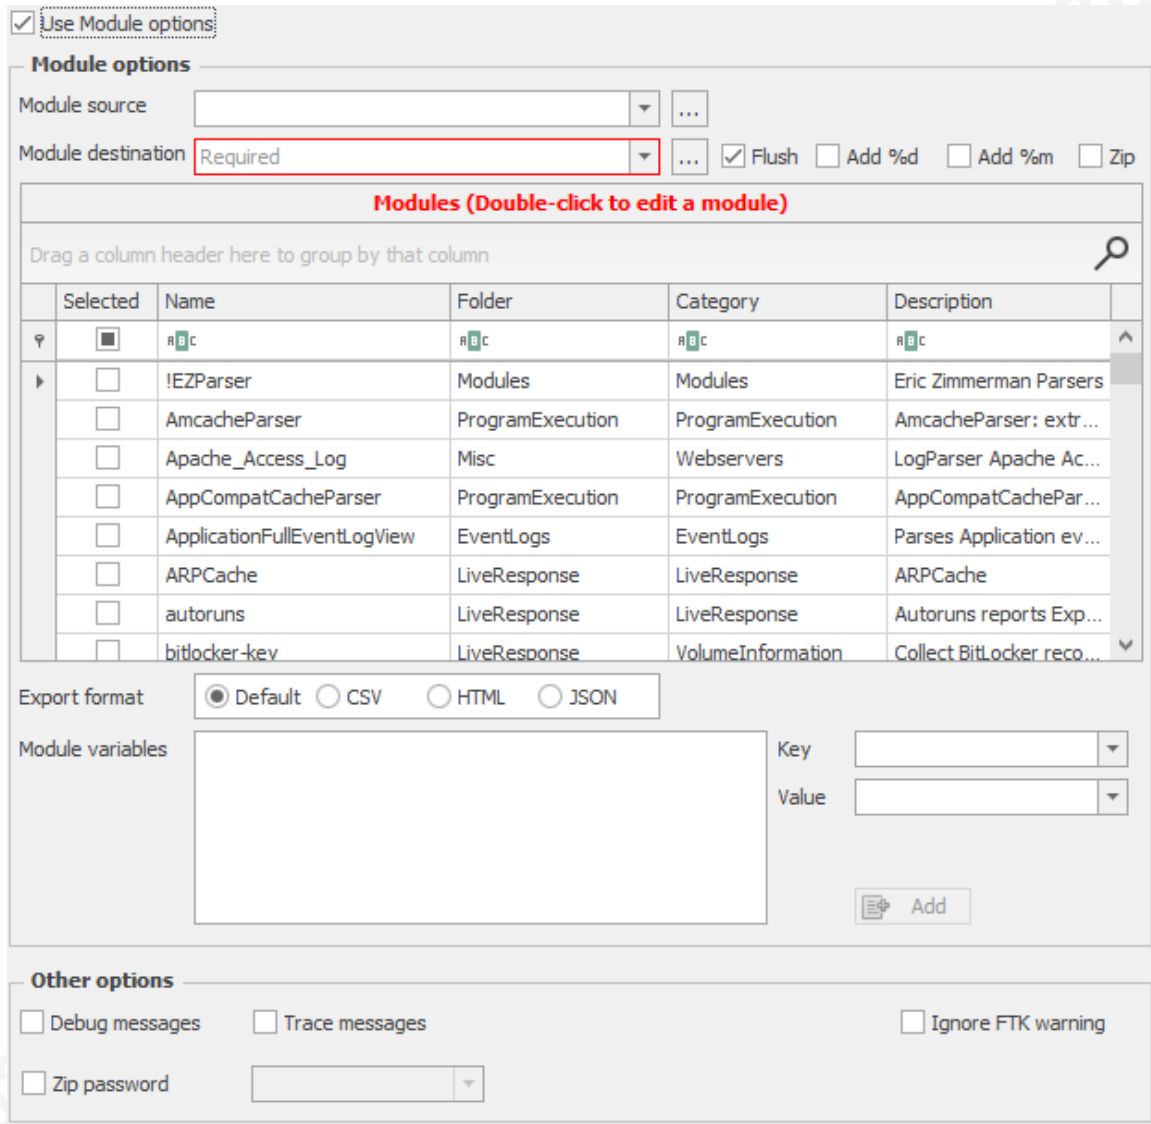 Use Module options
Module options
Module source ...
Module destination Required ... Flush Add %d Add %m Zip
Modules (Double-click to edit a module)
Drag a column header here to group by that column
Selected Name Folder Category Description
ABC ABC ABC ABC
!EZParser Modules Modules Eric Zimmerman Parsers
AmcacheParser ProgramExecution ProgramExecution AmcacheParser: extr...
Apache_Access_Log Misc Webservers LogParser Apache Ac...
AppCompatCacheParser ProgramExecution ProgramExecution AppCompatCachePar...
ApplicationFullEventLogView EventLogs EventLogs Parses Application ev...
ARPCache LiveResponse LiveResponse ARPCache
autoruns LiveResponse LiveResponse Autoruns reports Exp...
bitlocker-key LiveResponse VolumeInformation Collect BitLocker reco...
Export format Default CSV HTML JSON
Module variables Key
Value
Add
Other options
Debug messages Trace messages Ignore FTK warning
Zip password